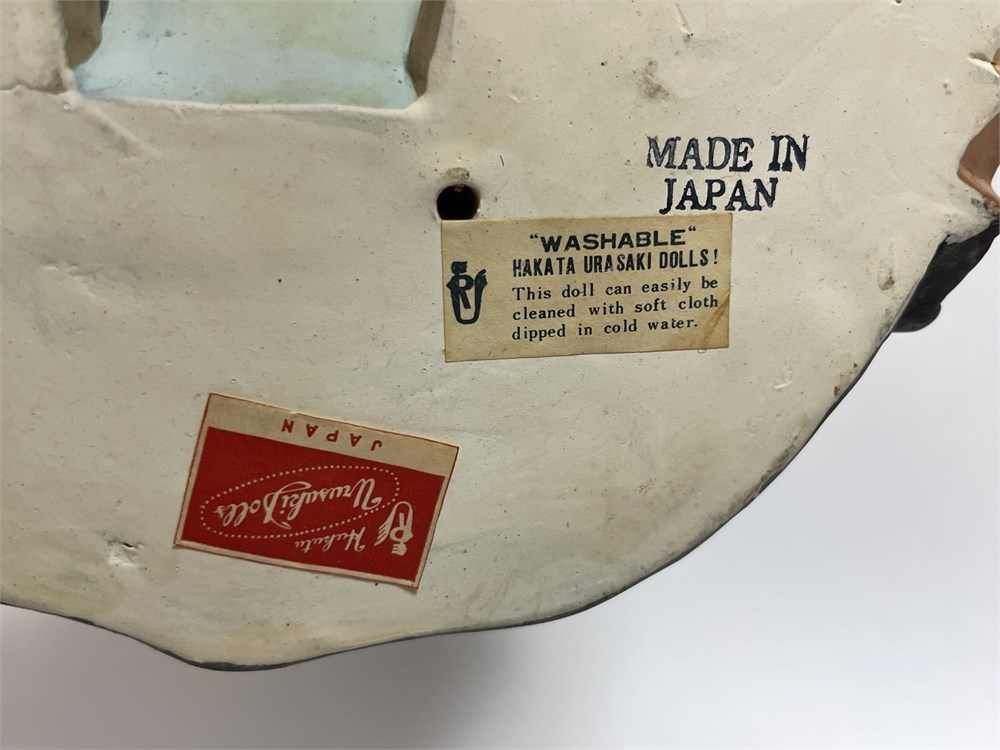 MADE IN
JAPAN
"WASHABLE"
HAKATA URASAKI DOLLS!
This doll can easily be
cleaned with soft cloth
dipped in cold water.
JAPAN
Hakata
Urasaki Dolls